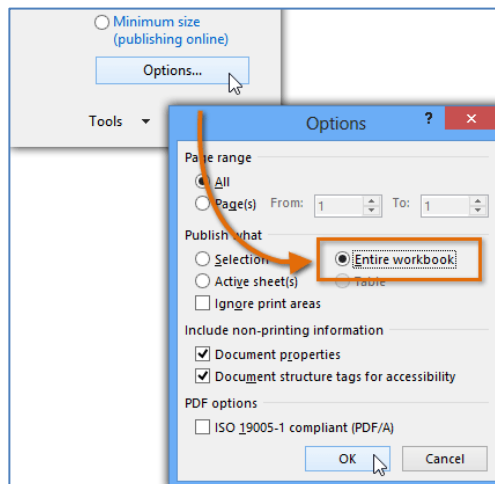 Minimum size
(publishing online)
Options...
Tools
Options ?
Page range
All
Page(s) From: 1 To: 1
Publish what
Selection Entire workbook
Active sheet(s) Table
Ignore print areas
Include non-printing information
Document properties
Document structure tags for accessibility
PDF options
ISO 19005-1 compliant (PDF/A)
OK Cancel